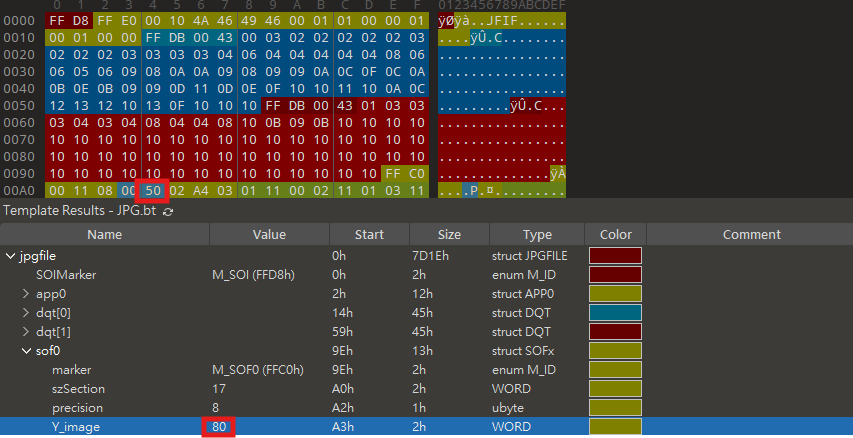 0 1 2 3 4 5 6 7 8 9 A B C D E F 0123456789ABCDEF
0000 FF D8 FF E0 00 10 4A 46 49 46 00 01 01 00 00 01 ÿØÿà..JFIF......
0010 00 01 00 00 FF DB 00 43 00 03 02 02 02 02 02 03 ....ÿÛ.C........
0020 02 02 02 03 03 03 03 04 06 04 04 04 04 04 08 06 ................
0030 06 05 06 09 08 0A 0A 09 08 09 09 0A 0C 0F 0C 0A ................
0040 0B 0E 0B 09 09 0D 11 0D 0E 0F 10 10 11 10 0A 0C ................
0050 12 13 12 10 13 0F 10 10 10 FF DB 00 43 01 03 03 .........ÿÛ.C...
0060 03 04 03 04 08 04 04 08 10 0B 09 0B 10 10 10 10 ................
0070 10 10 10 10 10 10 10 10 10 10 10 10 10 10 10 10 ................
0080 10 10 10 10 10 10 10 10 10 10 10 10 10 10 10 10 ................
0090 10 10 10 10 10 10 10 10 10 10 10 10 10 10 FF C0 ..............ÿÀ
00A0 00 11 08 00 50 02 A4 03 01 11 00 02 11 01 03 11 ....P.¤.........
Template Results - JPG.bt
Name Value Start Size Type Color Comment
jpgfile 0h 7D1Eh struct JPGFILE
SOIMarker M_SOI (FFD8h) 0h 2h enum M_ID
app0 2h 12h struct APP0
dqt[0] 14h 45h struct DQT
dqt[1] 59h 45h struct DQT
sof0 9Eh 13h struct SOFx
marker M_SOF0 (FFC0h) 9Eh 2h enum M_ID
szSection 17 A0h 2h WORD
precision 8 A2h 1h ubyte
Y_image 80 A3h 2h WORD